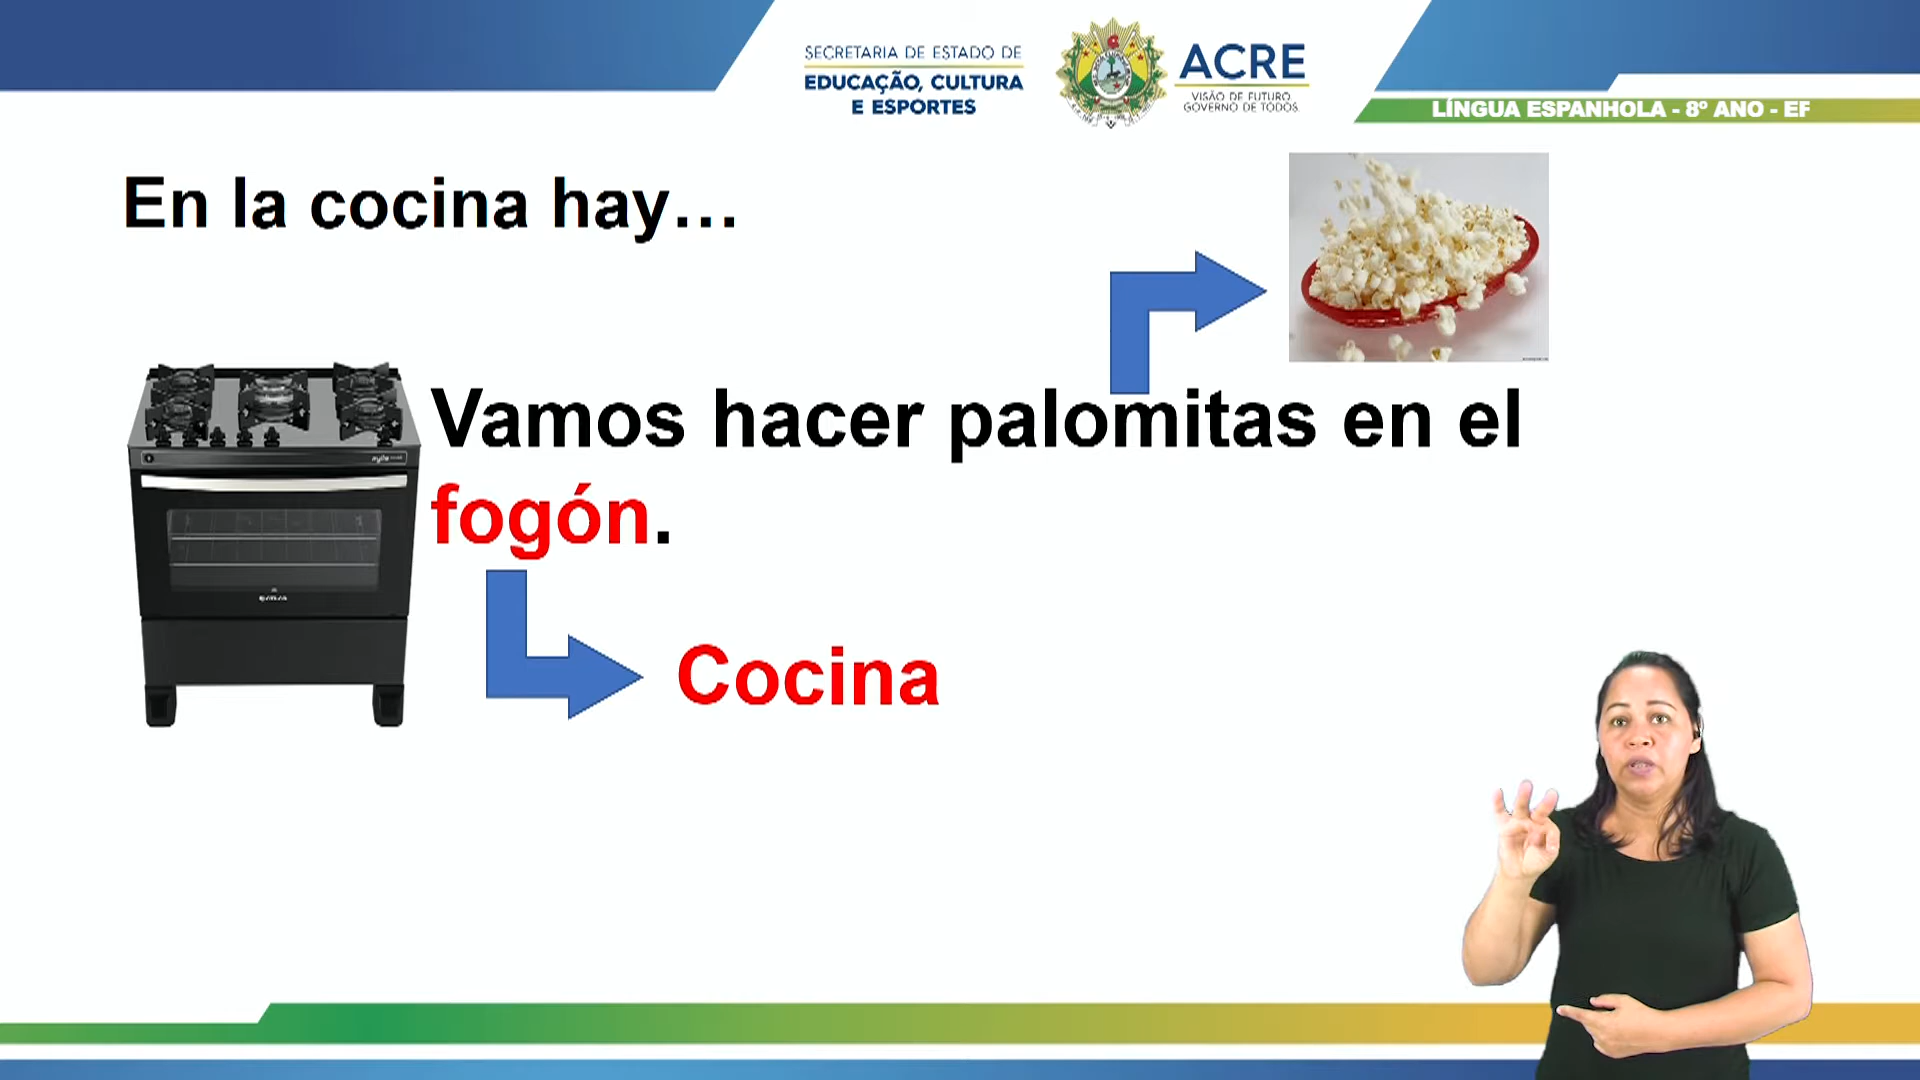 SECRETARIA DE ESTADO DE
EDUCAÇÃO, CULTURA
E ESPORTES
ACRE
VISÃO DE FUTURO
GOVERNO DE TODOS
LÍNGUA ESPANHOLA - 8º ANO - EF
En la cocina hay...
Vamos hacer palomitas en el
fogón.
Cocina